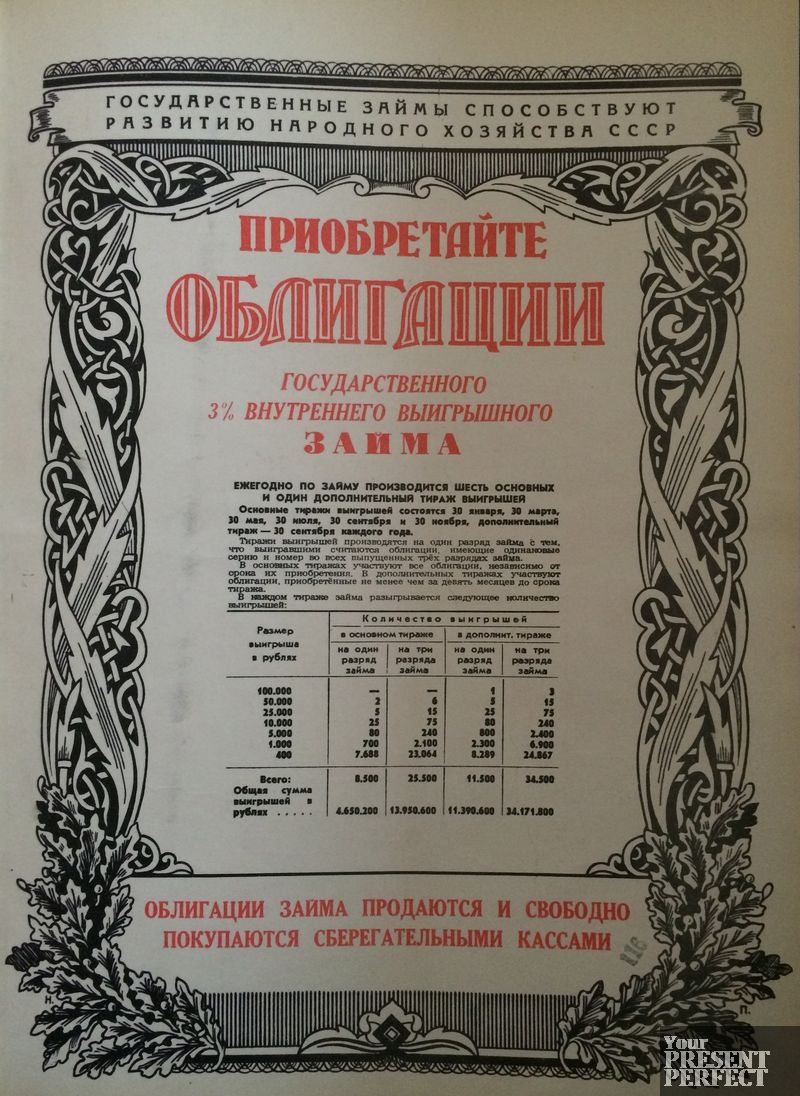 ГОСУДАРСТВЕННЫЕ ЗАЙМЫ СПОСОБСТВУЮТ
РАЗВИТИЮ НАРОДНОГО ХОЗЯЙСТВА СССР
ПРИОБРЕТАЙТЕ
ОБЛИГАЦИИ
ГОСУДАРСТВЕННОГО
3% ВНУТРЕННЕГО ВЫИГРЫШНОГО
ЗАЙМА
ЕЖЕГОДНО ПО ЗАЙМУ ПРОИЗВОДИТСЯ ШЕСТЬ ОСНОВНЫХ
И ОДИН ДОПОЛНИТЕЛЬНЫЙ ТИРАЖ ВЫИГРЫШЕЙ
Основные тиражи выигрышей состоятся 30 января, 30 марта,
30 мая, 30 июля, 30 сентября и 30 ноября, дополнительный
тираж — 30 сентября каждого года.
Тиражи выигрышей производятся на один разряд займа с тем,
что выигравшими считаются облигации, имеющие одинаковые
серию и номер во всех выпущенных трёх разрядах займа.
В основных тиражах участвуют все облигации, независимо от
срока их приобретения. В дополнительных тиражах участвуют
облигации, приобретённые не менее чем за девять месяцев до срока
тиража.
В каждом тираже займа разыгрывается следующее количество
выигрышей:
Размер выигрыша в рублях
Количество выигрышей
в основном тираже в дополнит. тираже
на один разряд займа на три разряда займа на один разряд займа на три разряда займа
100.000 — — 1 3
50.000 2 6 5 15
25.000 5 15 25 75
10.000 25 75 80 240
5.000 80 240 800 2.400
1.000 700 2.100 2.300 6.900
400 7.688 23.064 8.289 24.867
Всего: 8.500 25.500 11.500 34.500
Общая сумма
выигрышей в
рублях ..... 4.650.200 13.950.600 11.390.600 34.171.800
ОБЛИГАЦИИ ЗАЙМА ПРОДАЮТСЯ И СВОБОДНО
ПОКУПАЮТСЯ СБЕРЕГАТЕЛЬНЫМИ КАССАМИ
116
Н. П.
Your
PRESENT
PERFECT